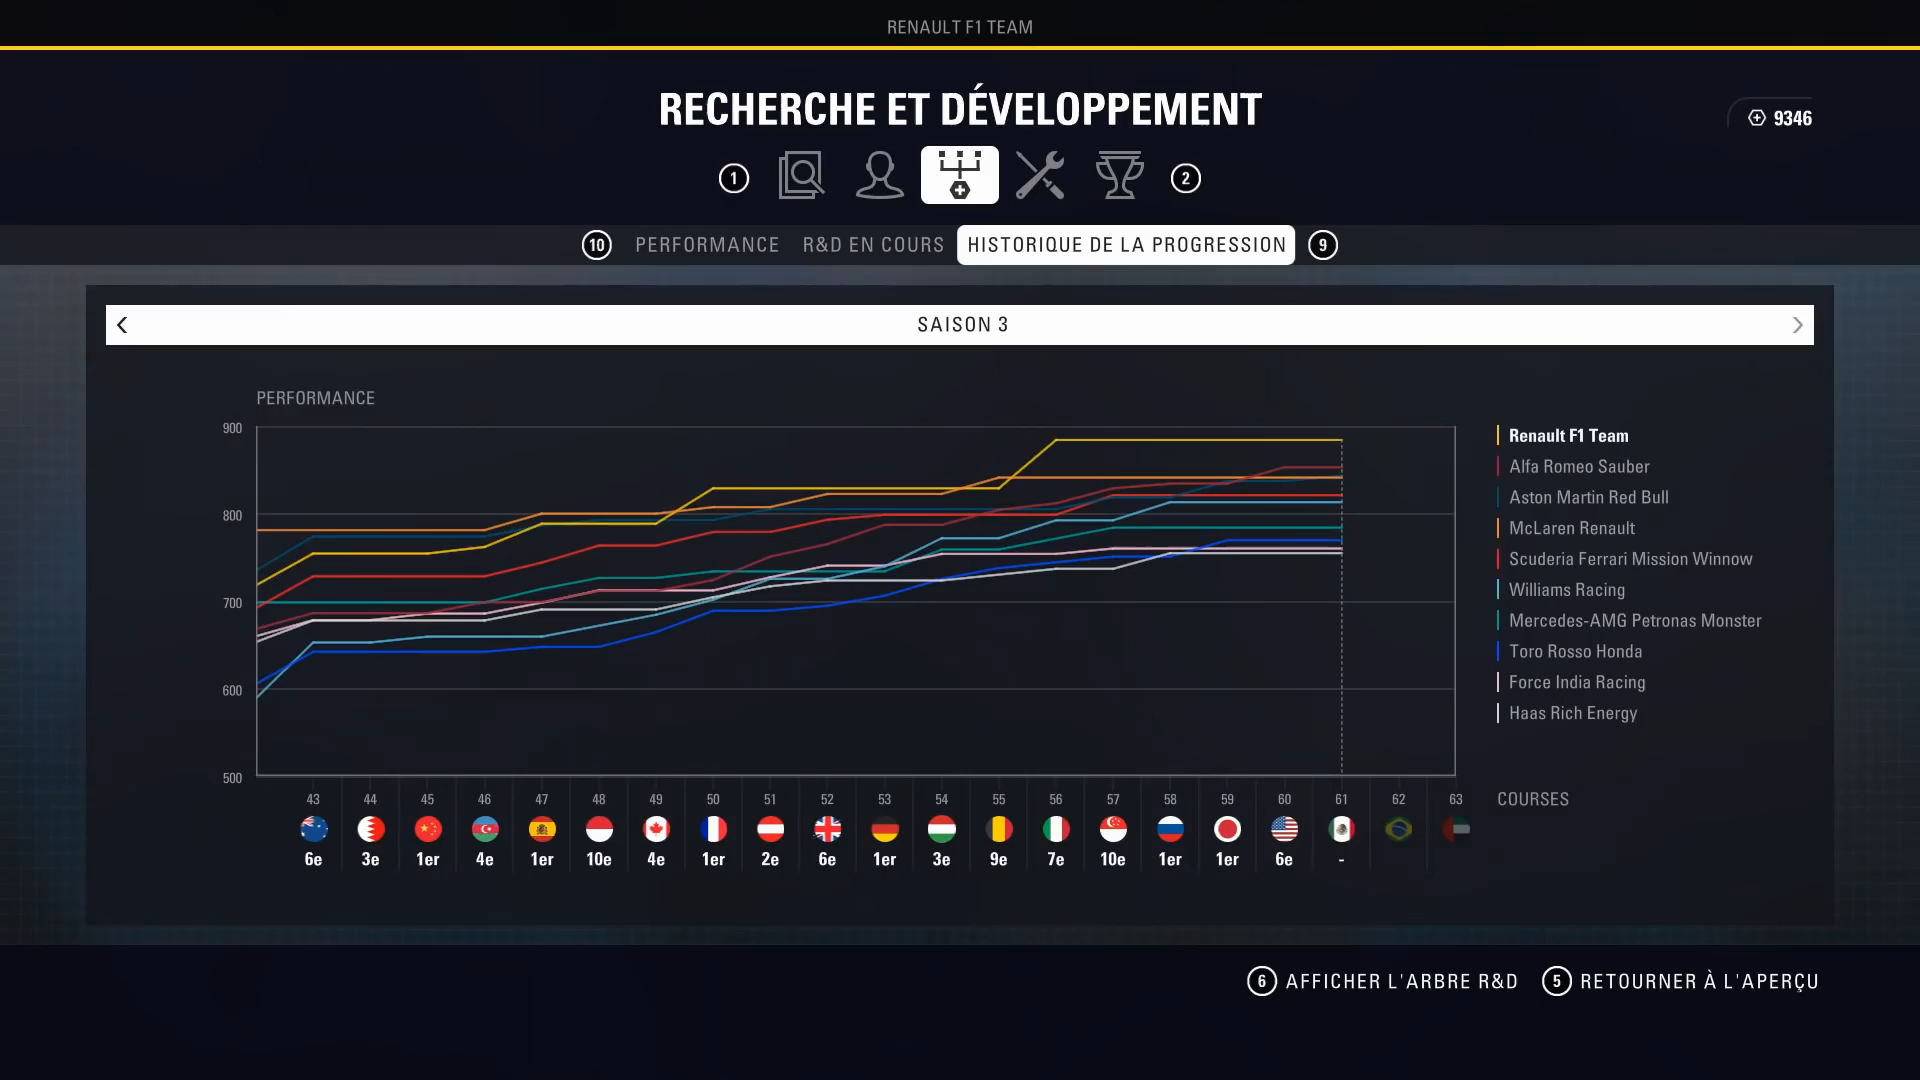 RENAULT F1 TEAM
RECHERCHE ET DÉVELOPPEMENT
9346
1
2
10 PERFORMANCE R&D EN COURS HISTORIQUE DE LA PROGRESSION 9
SAISON 3
PERFORMANCE
900
800
700
600
500
Renault F1 Team
Alfa Romeo Sauber
Aston Martin Red Bull
McLaren Renault
Scuderia Ferrari Mission Winnow
Williams Racing
Mercedes-AMG Petronas Monster
Toro Rosso Honda
Force India Racing
Haas Rich Energy
43 44 45 46 47 48 49 50 51 52 53 54 55 56 57 58 59 60 61 62 63 COURSES
6e 3e 1er 4e 1er 10e 4e 1er 2e 6e 1er 3e 9e 7e 10e 1er 1er 6e -
6 AFFICHER L'ARBRE R&D 5 RETOURNER À L'APERÇU